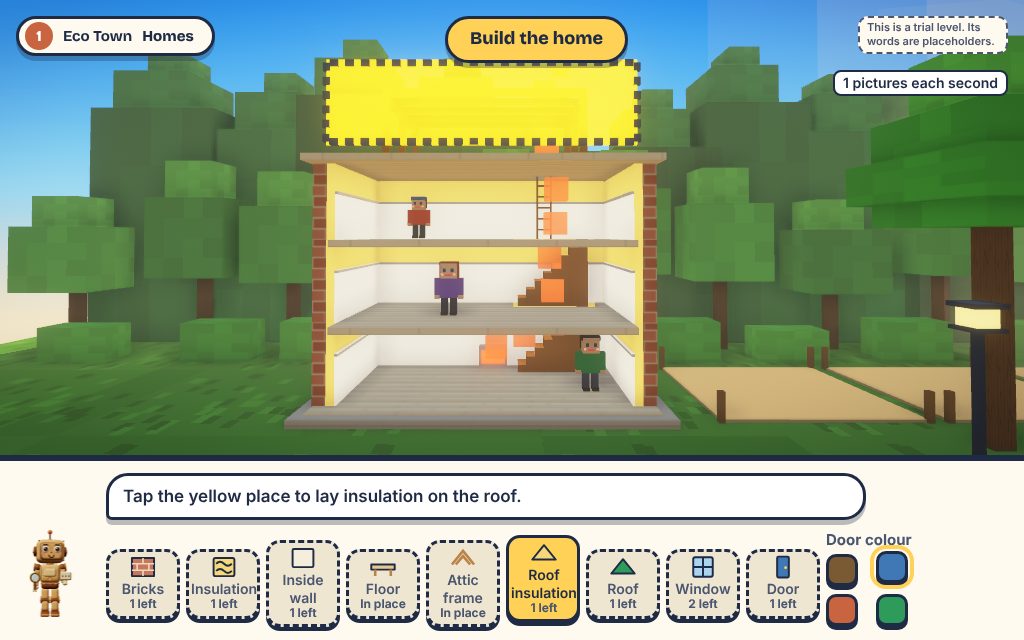 1 Eco Town Homes
Build the home
This is a trial level. Its
words are placeholders.
1 pictures each second
Tap the yellow place to lay insulation on the roof.
Bricks
1 left
Insulation
1 left
Inside
wall
1 left
Floor
In place
Attic
frame
In place
Roof
insulation
1 left
Roof
1 left
Window
2 left
Door
1 left
Door colour